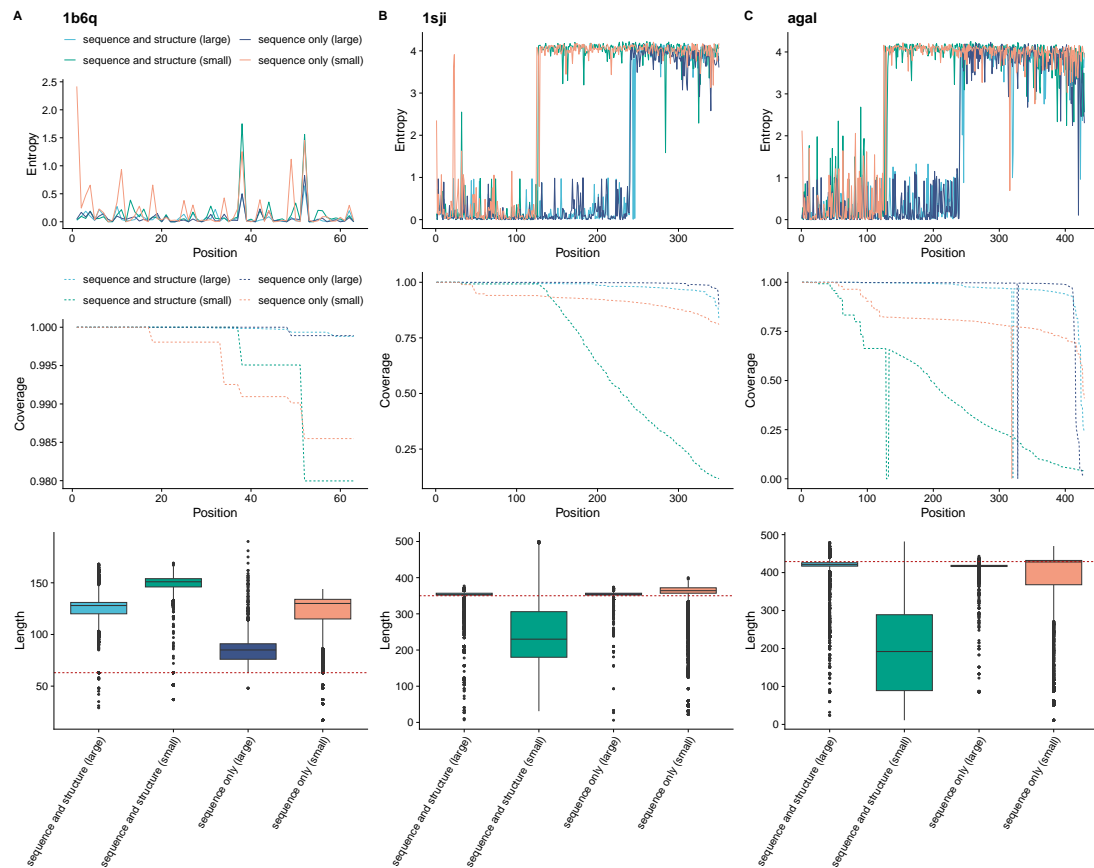 A
1b6q
B
1sji
C
agal
sequence and structure (large)
sequence only (large)
sequence and structure (small)
sequence only (small)
Entropy
2.5
2.0
1.5
1.0
0.5
0.0
0
20
40
60
Position
Entropy
4
3
2
1
0
0
100
200
300
Position
Entropy
4
3
2
1
0
0
100
200
300
400
Position
sequence and structure (large)
sequence only (large)
sequence and structure (small)
sequence only (small)
Coverage
1.000
0.995
0.990
0.985
0.980
0
20
40
60
Position
Coverage
1.00
0.75
0.50
0.25
0
100
200
300
Position
Coverage
1.00
0.75
0.50
0.25
0.00
0
100
200
300
400
Position
Length
150
100
50
sequence and structure (large)
sequence and structure (small)
sequence only (large)
sequence only (small)
Length
500
400
300
200
100
0
sequence and structure (large)
sequence and structure (small)
sequence only (large)
sequence only (small)
Length
500
400
300
200
100
0
sequence and structure (large)
sequence and structure (small)
sequence only (large)
sequence only (small)